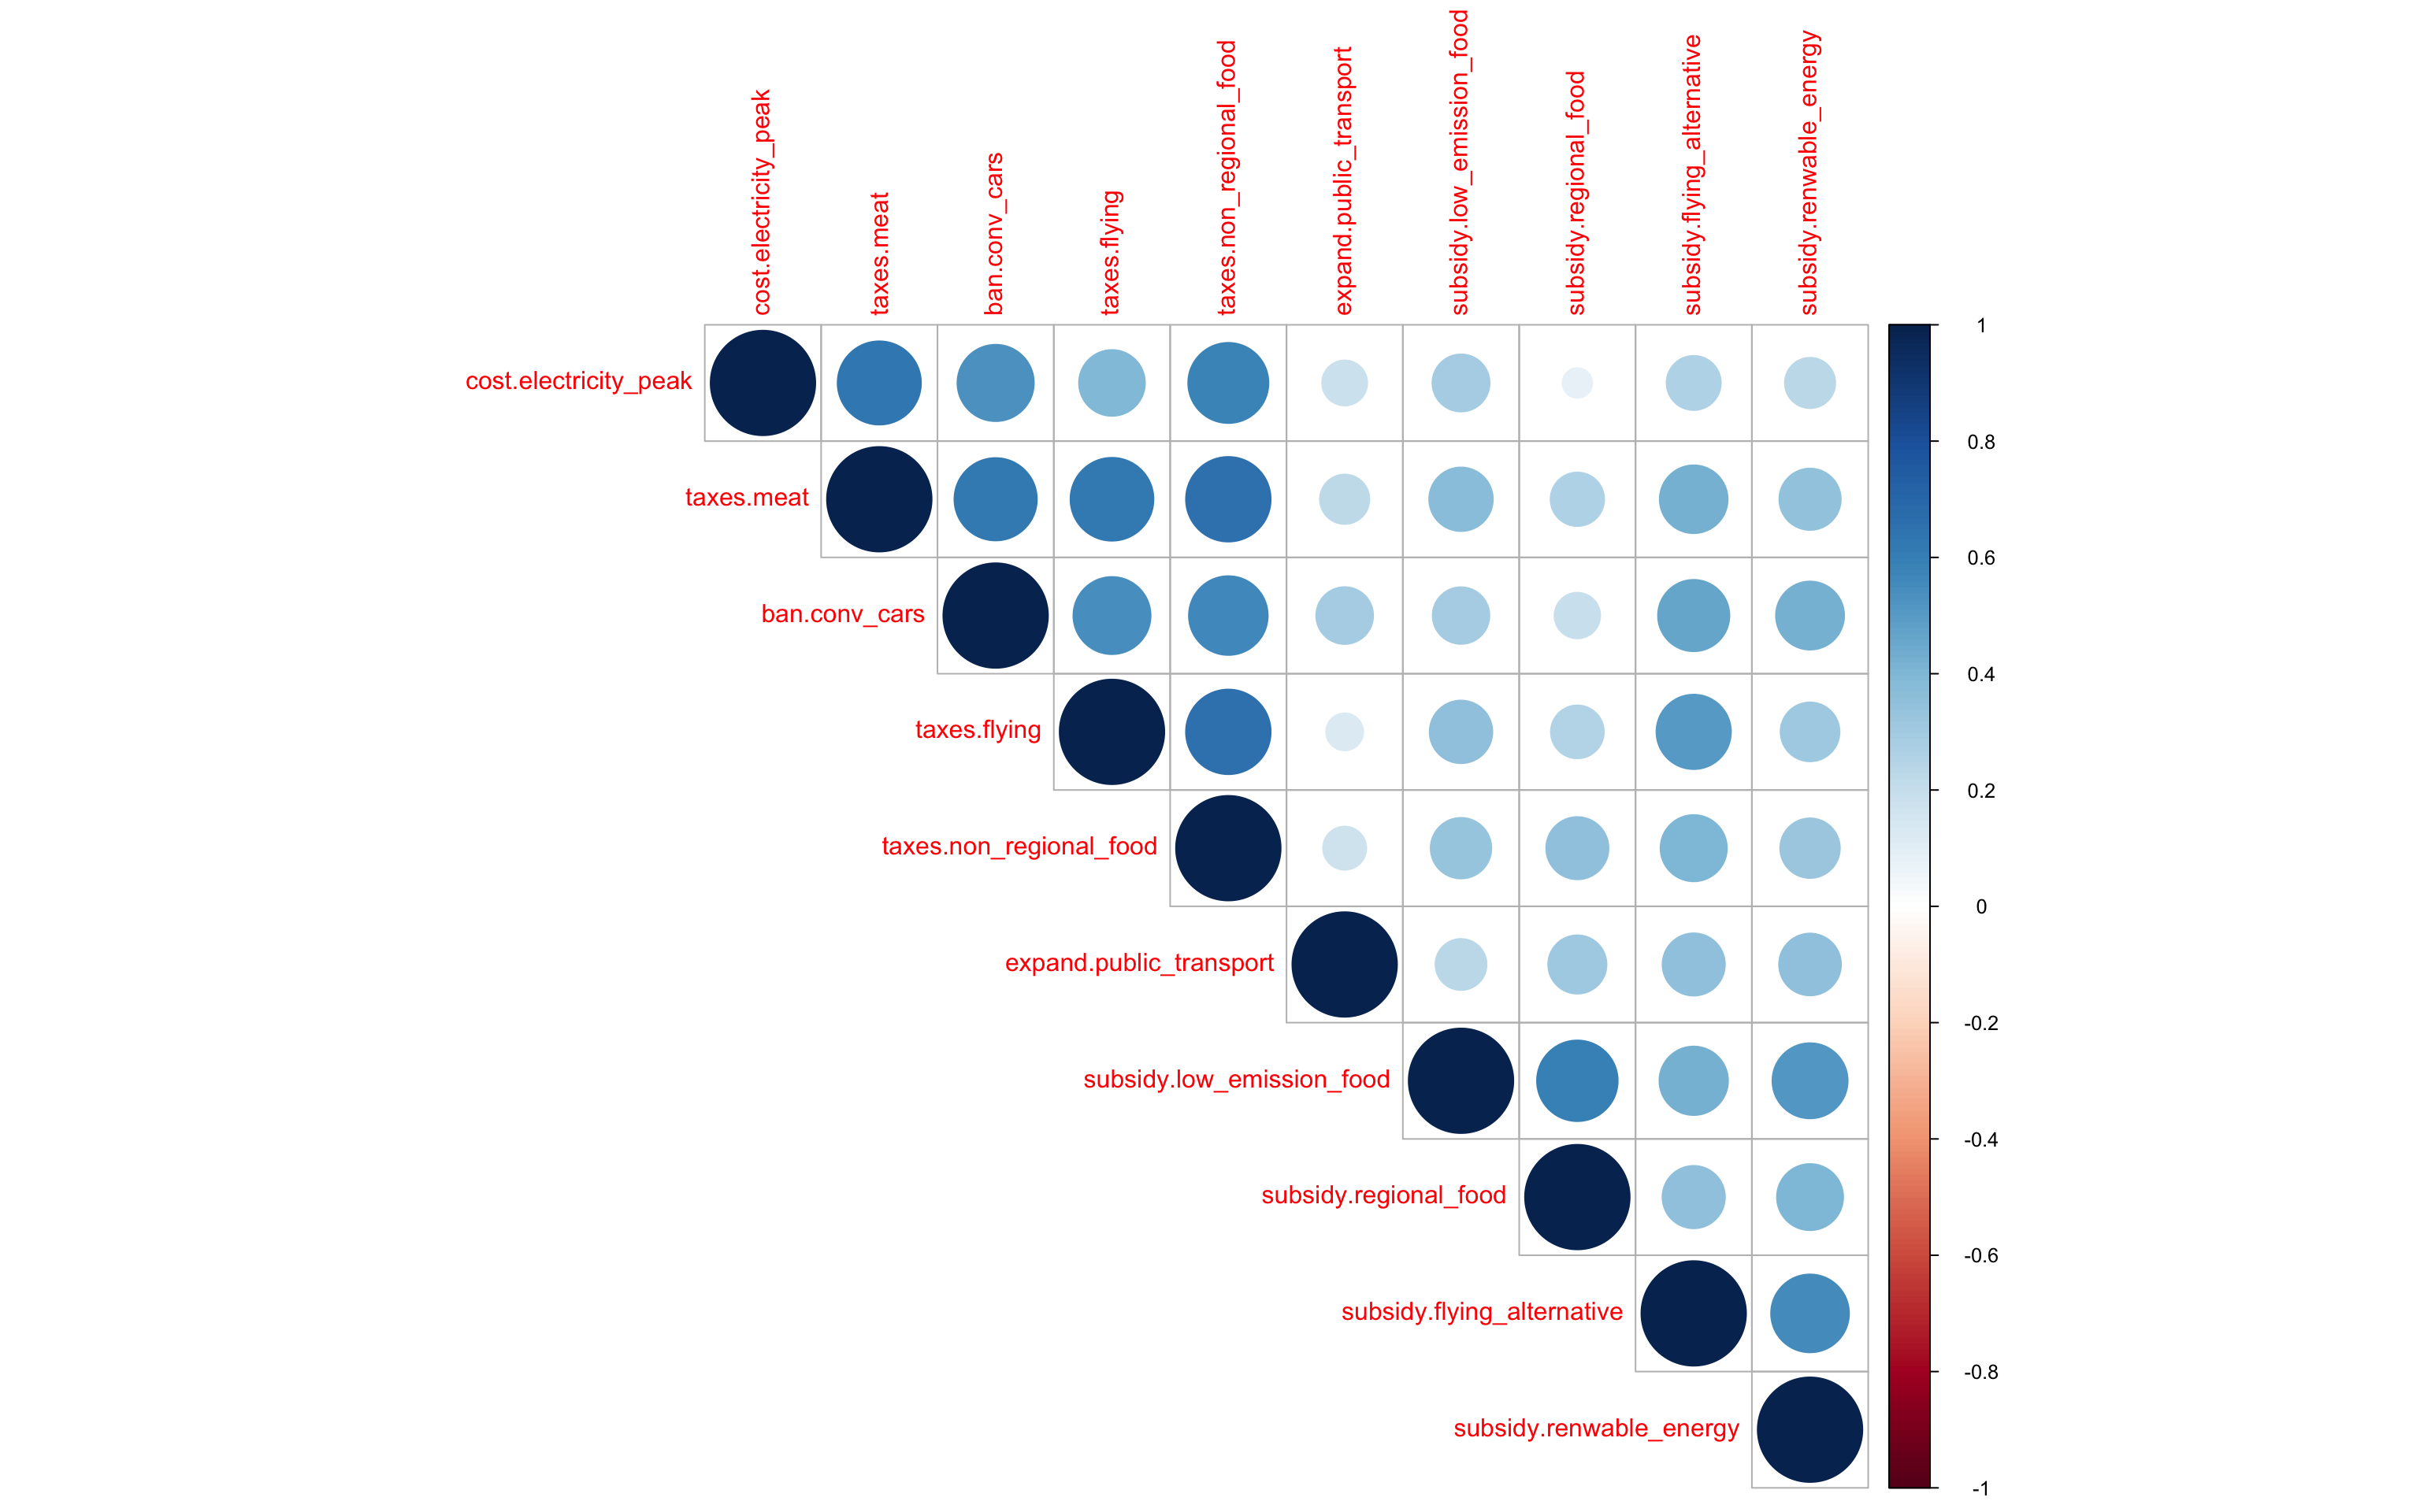 cost.electricity_peak
taxes.meat
ban.conv_cars
taxes.flying
taxes.non_regional_food
expand.public_transport
subsidy.low_emission_food
subsidy.regional_food
subsidy.flying_alternative
subsidy.renwable_energy
cost.electricity_peak
taxes.meat
ban.conv_cars
taxes.flying
taxes.non_regional_food
expand.public_transport
subsidy.low_emission_food
subsidy.regional_food
subsidy.flying_alternative
subsidy.renwable_energy
1
0.8
0.6
0.4
0.2
0
-0.2
-0.4
-0.6
-0.8
-1